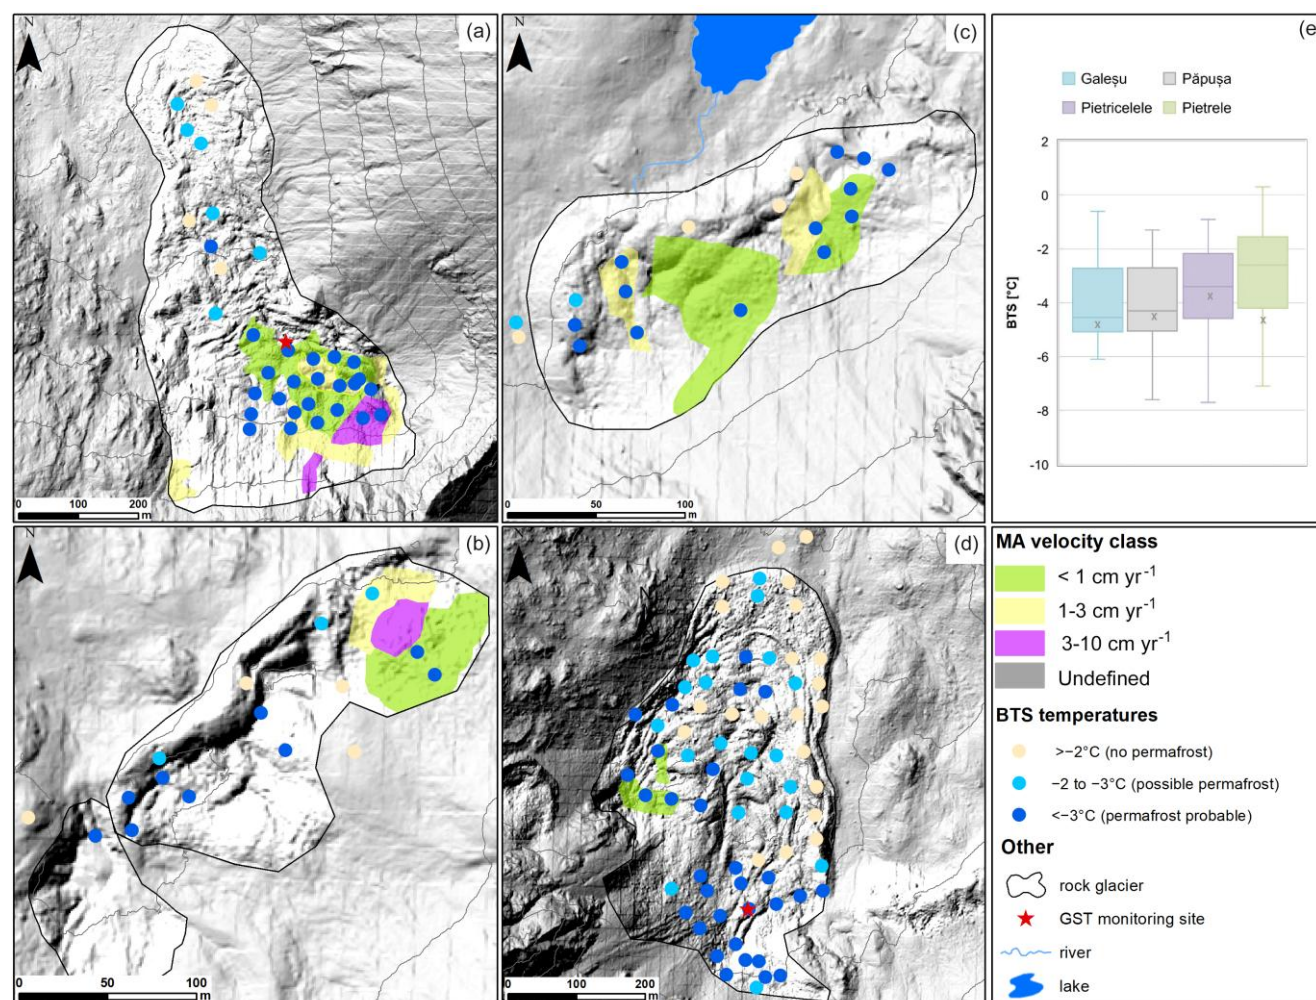 N
(a)
0 100 200
m
N
(c)
0 50 100
m
(e)
Galeșu Păpușa
Pietricelele Pietrele
BTS [°C]
2
0
-2
-4
-6
-8
-10
N
(b)
0 50 100
m
N
(d)
0 100 200
m
MA velocity class
< 1 cm yr⁻¹
1-3 cm yr⁻¹
3-10 cm yr⁻¹
Undefined
BTS temperatures
>−2°C (no permafrost)
−2 to −3°C (possible permafrost)
<−3°C (permafrost probable)
Other
rock glacier
GST monitoring site
river
lake